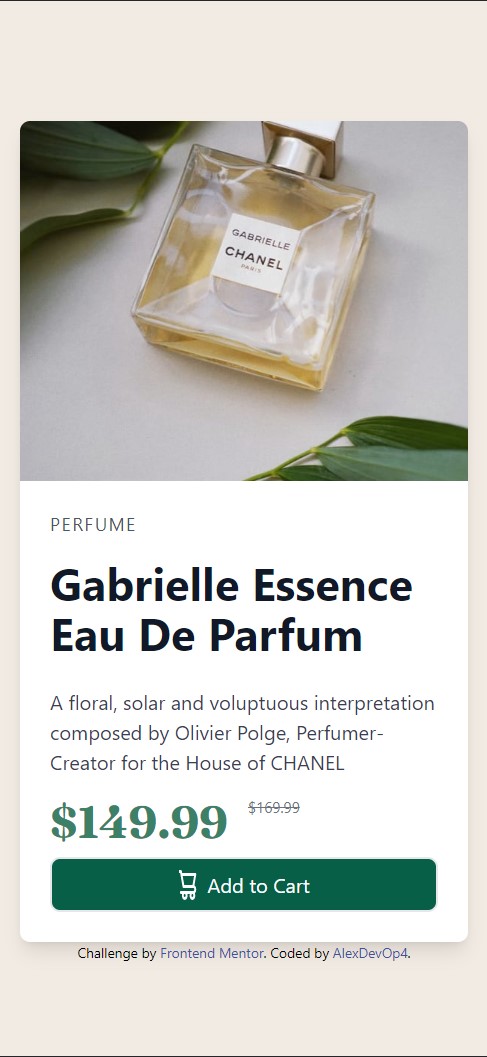 GABRIELLE
CHANEL
PARIS
PERFUME
Gabrielle Essence
Eau De Parfum
A floral, solar and voluptuous interpretation
composed by Olivier Polge, Perfumer-
Creator for the House of CHANEL
$149.99 $169.99
Add to Cart
Challenge by Frontend Mentor. Coded by AlexDevOp4.